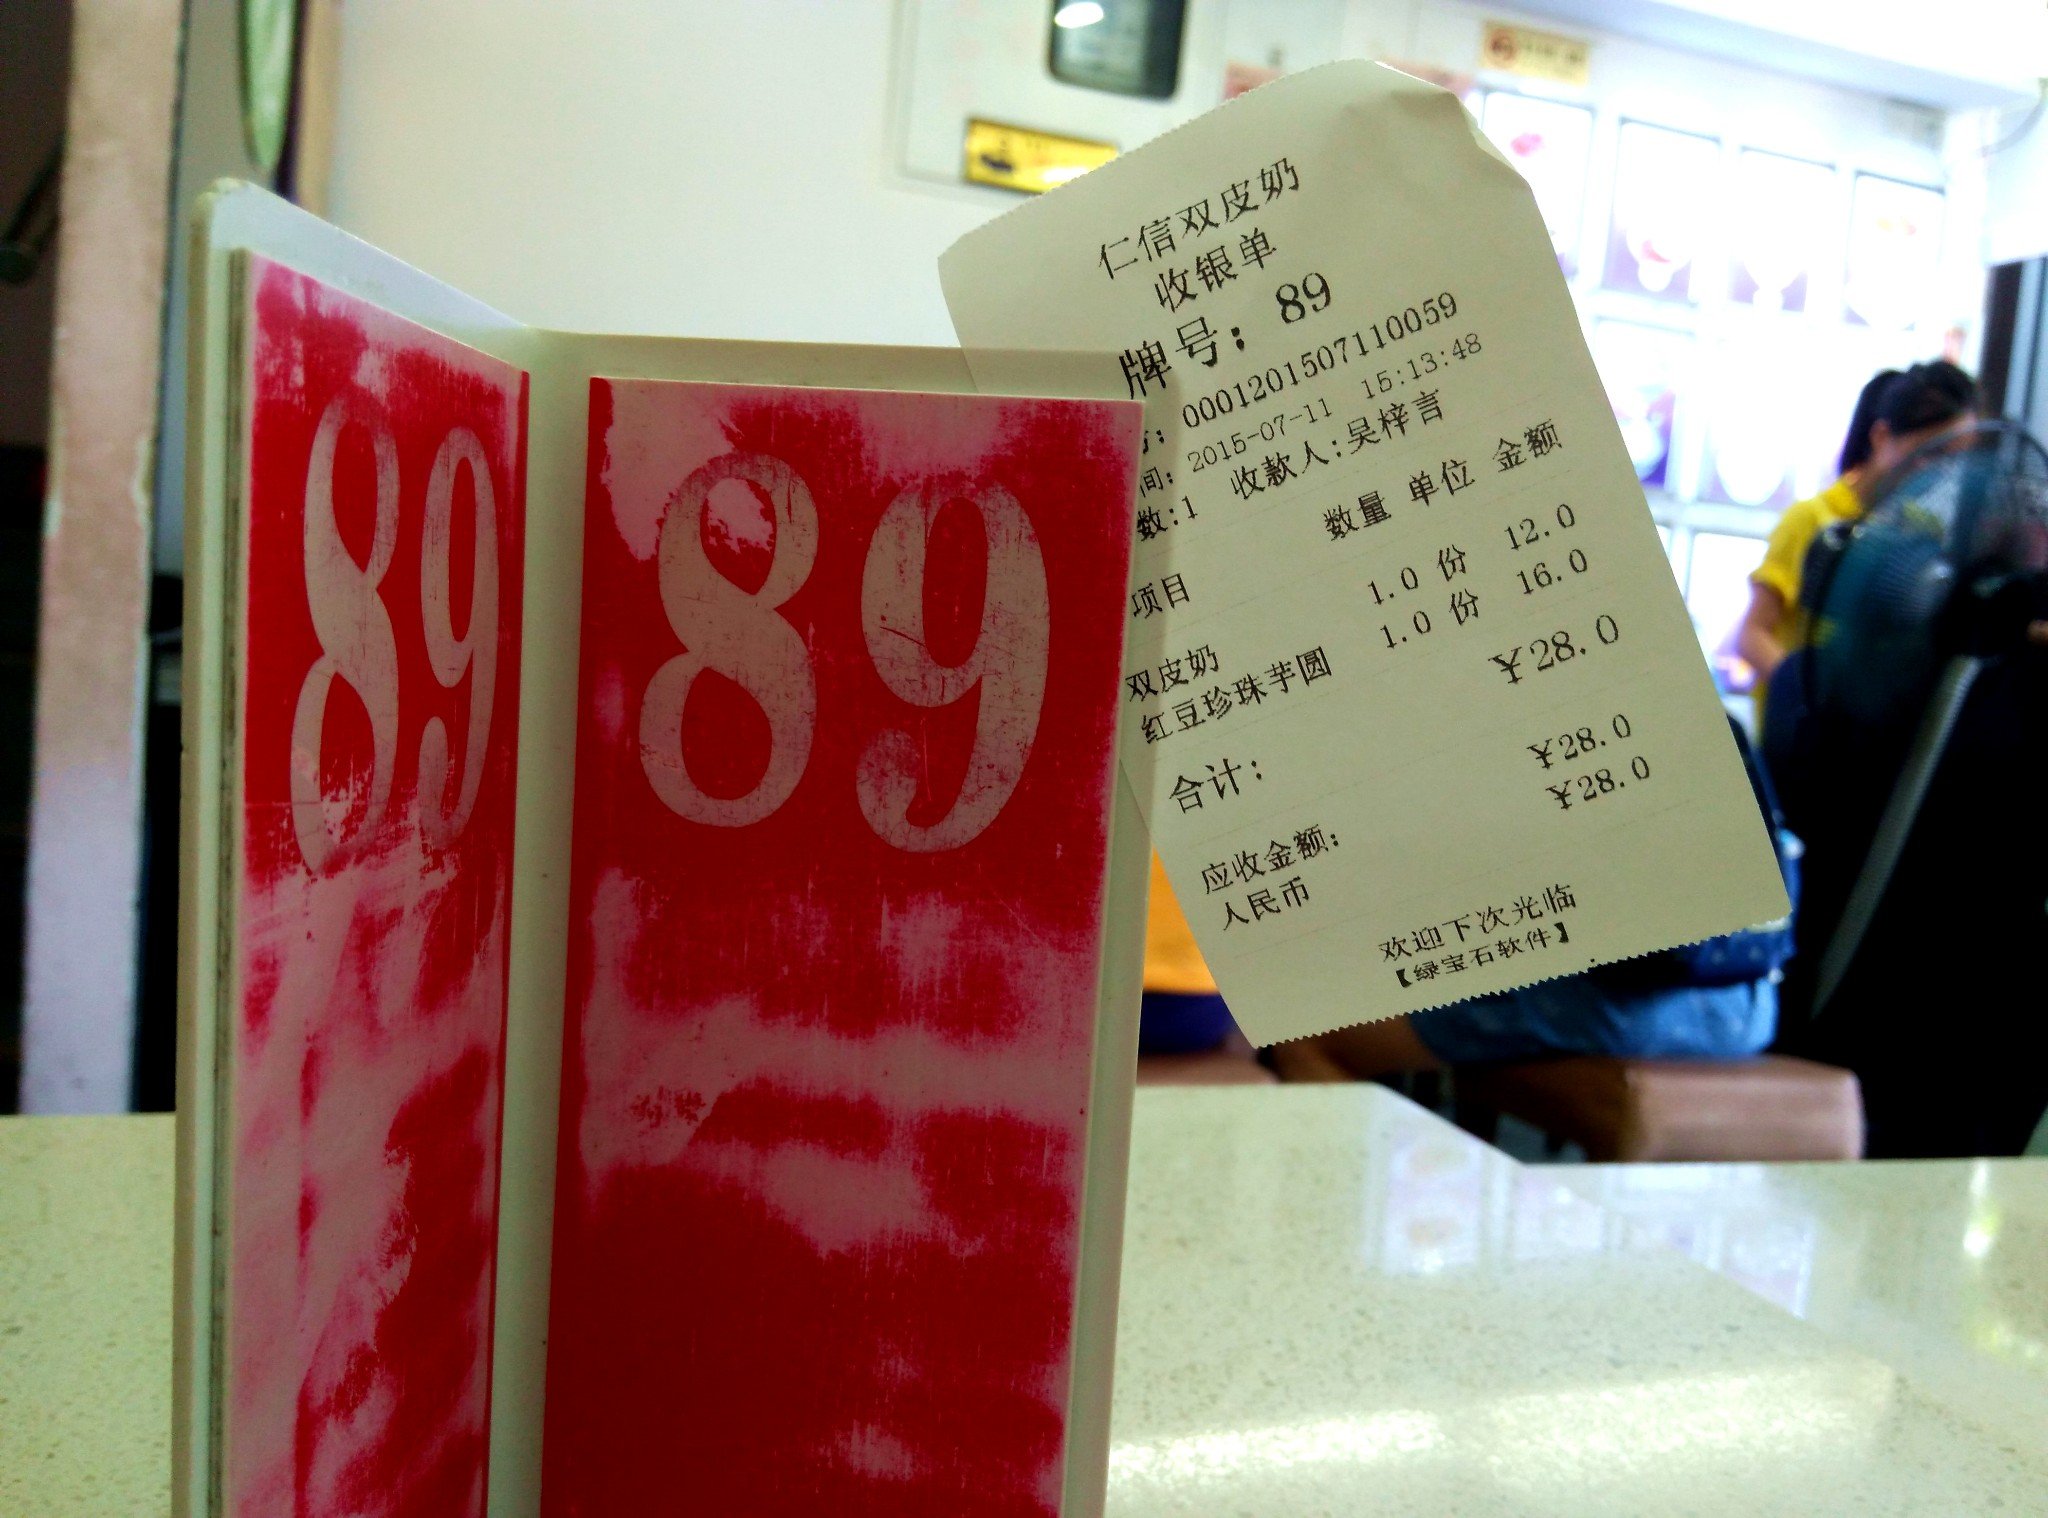 89
89
仁信双皮奶
收银单
牌号: 89
号: 0001201507110059
间: 2015-07-11 15:13:48
数:1 收款人:吴梓言
项目 数量 单位 金额
双皮奶 1.0 份 12.0
红豆珍珠芋圆 1.0 份 16.0
合计: ¥28.0
应收金额: ¥28.0
人民币 ¥28.0
欢迎下次光临
【绿宝石软件】